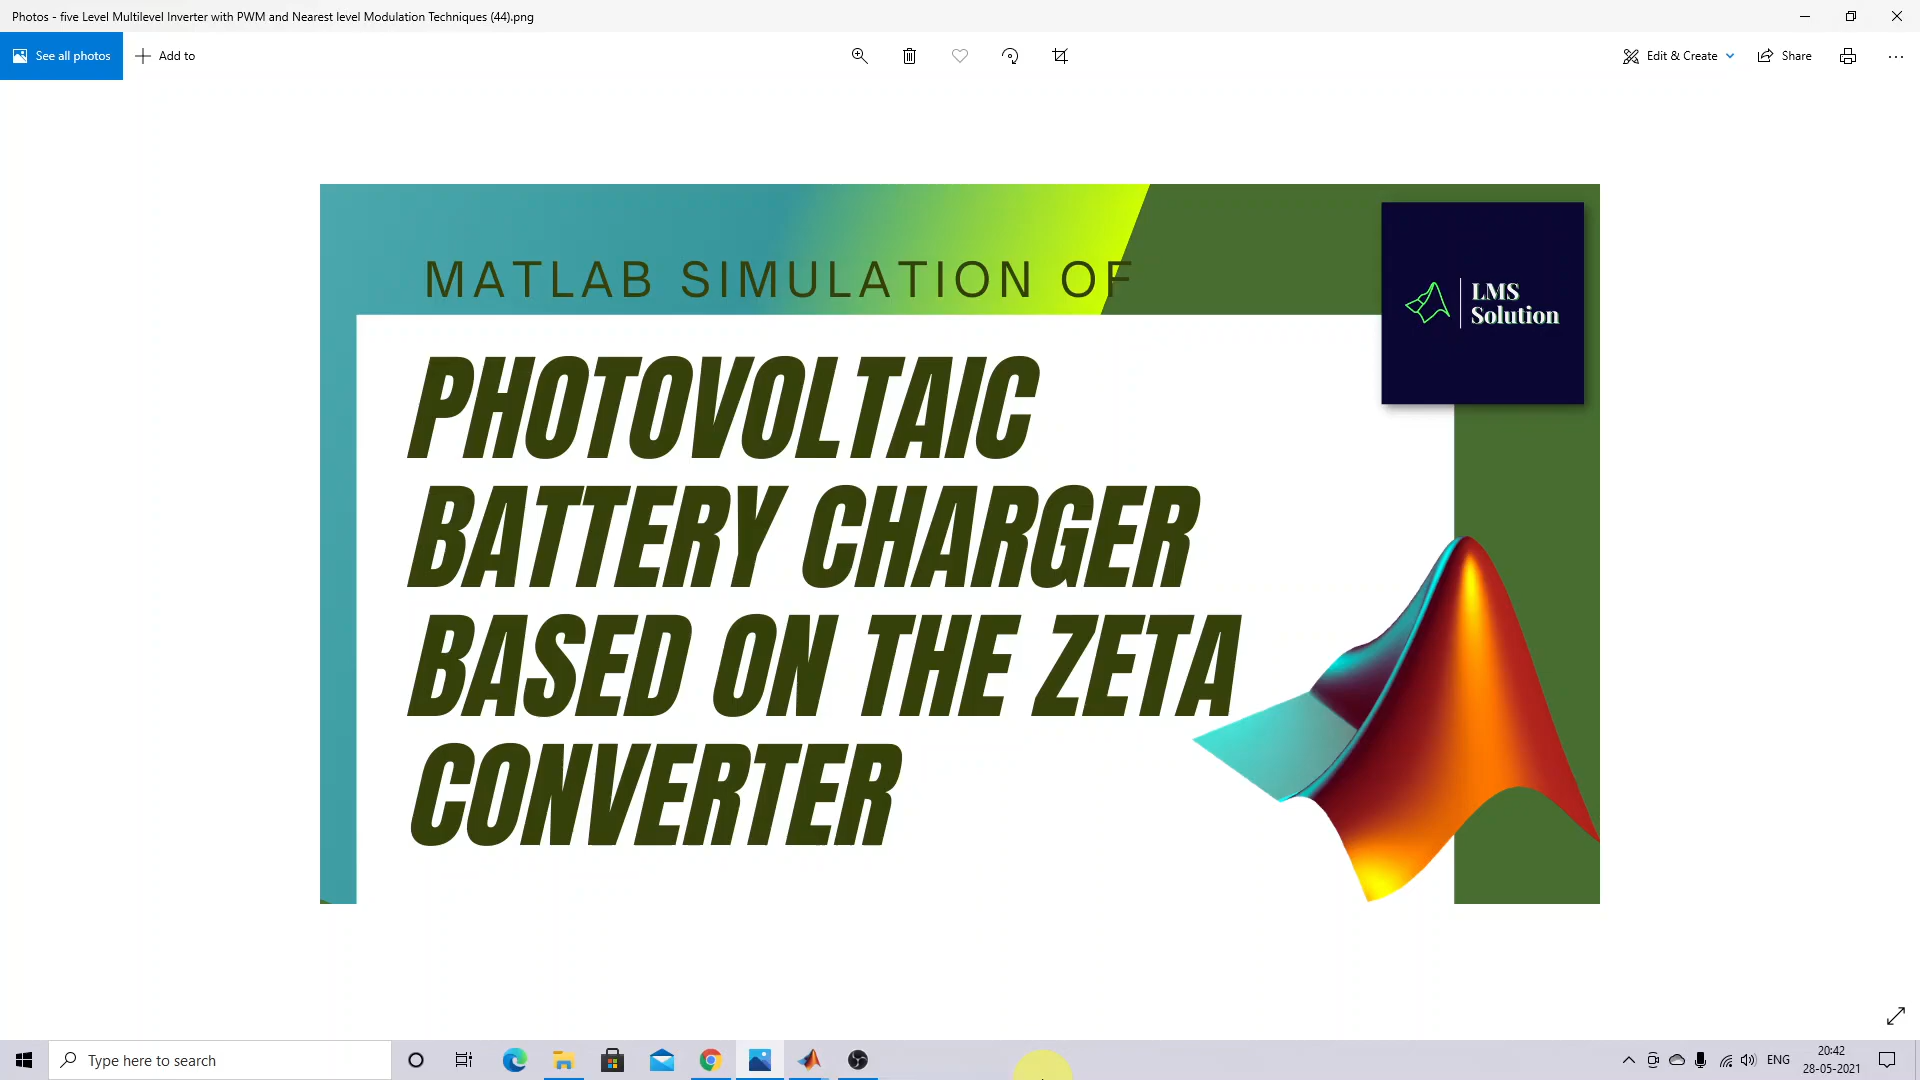 Photos - five Level Multilevel Inverter with PWM and Nearest level Modulation Techniques (44).png
See all photos
Add to
Edit & Create
Share
MATLAB SIMULATION OF
LMS
Solution
PHOTOVOLTAIC
BATTERY CHARGER
BASED ON THE ZETA
CONVERTER
Type here to search
ENG
20:42
28-05-2021